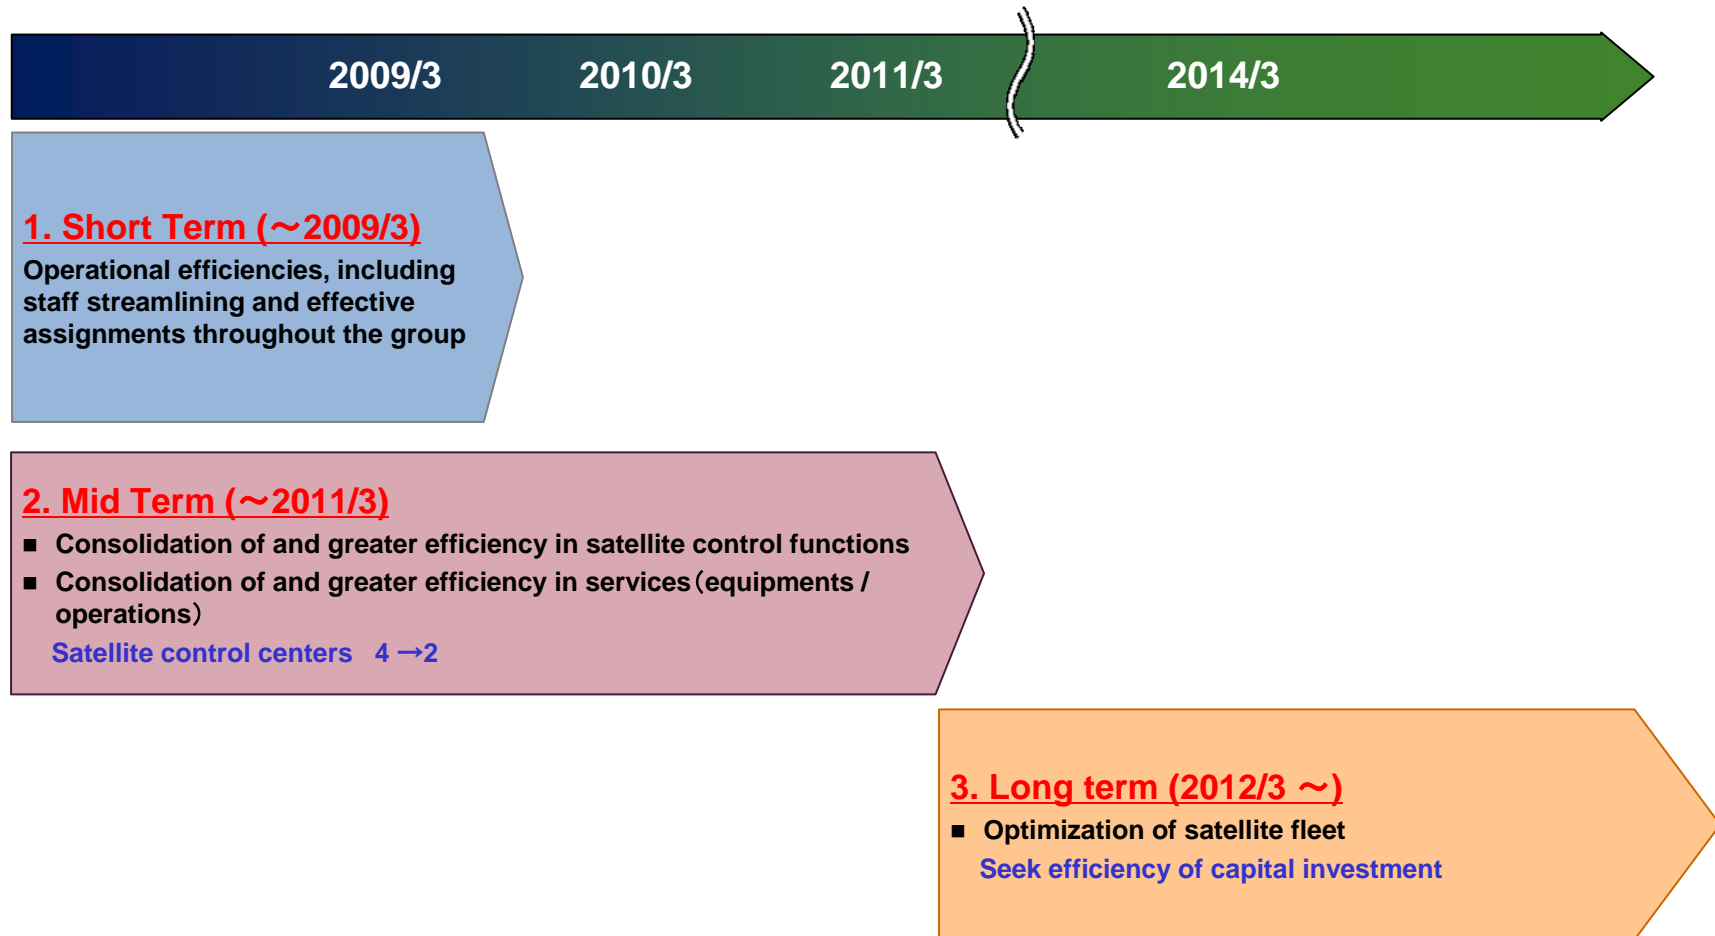 2009/3 2010/3 2011/3 2014/3
1. Short Term (～2009/3)
Operational efficiencies, including
staff streamlining and effective
assignments throughout the group
2. Mid Term (～2011/3)
■ Consolidation of and greater efficiency in satellite control functions
■ Consolidation of and greater efficiency in services（equipments /
operations）
Satellite control centers 4 →2
3. Long term (2012/3 ～)
■ Optimization of satellite fleet
Seek efficiency of capital investment